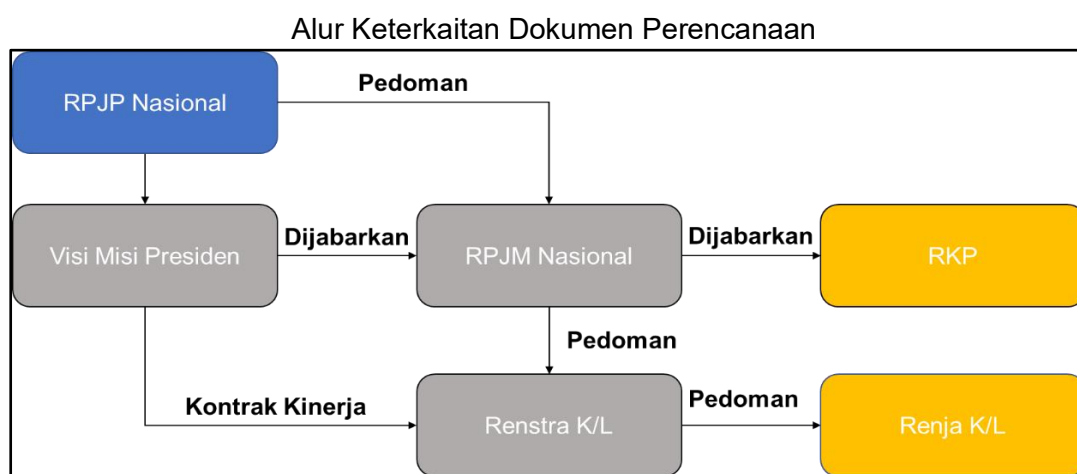 Alur Keterkaitan Dokumen Perencanaan
RPJP Nasional
Pedoman
Visi Misi Presiden
Dijabarkan
RPJM Nasional
Dijabarkan
RKP
Pedoman
Kontrak Kinerja
Renstra K/L
Pedoman
Renja K/L